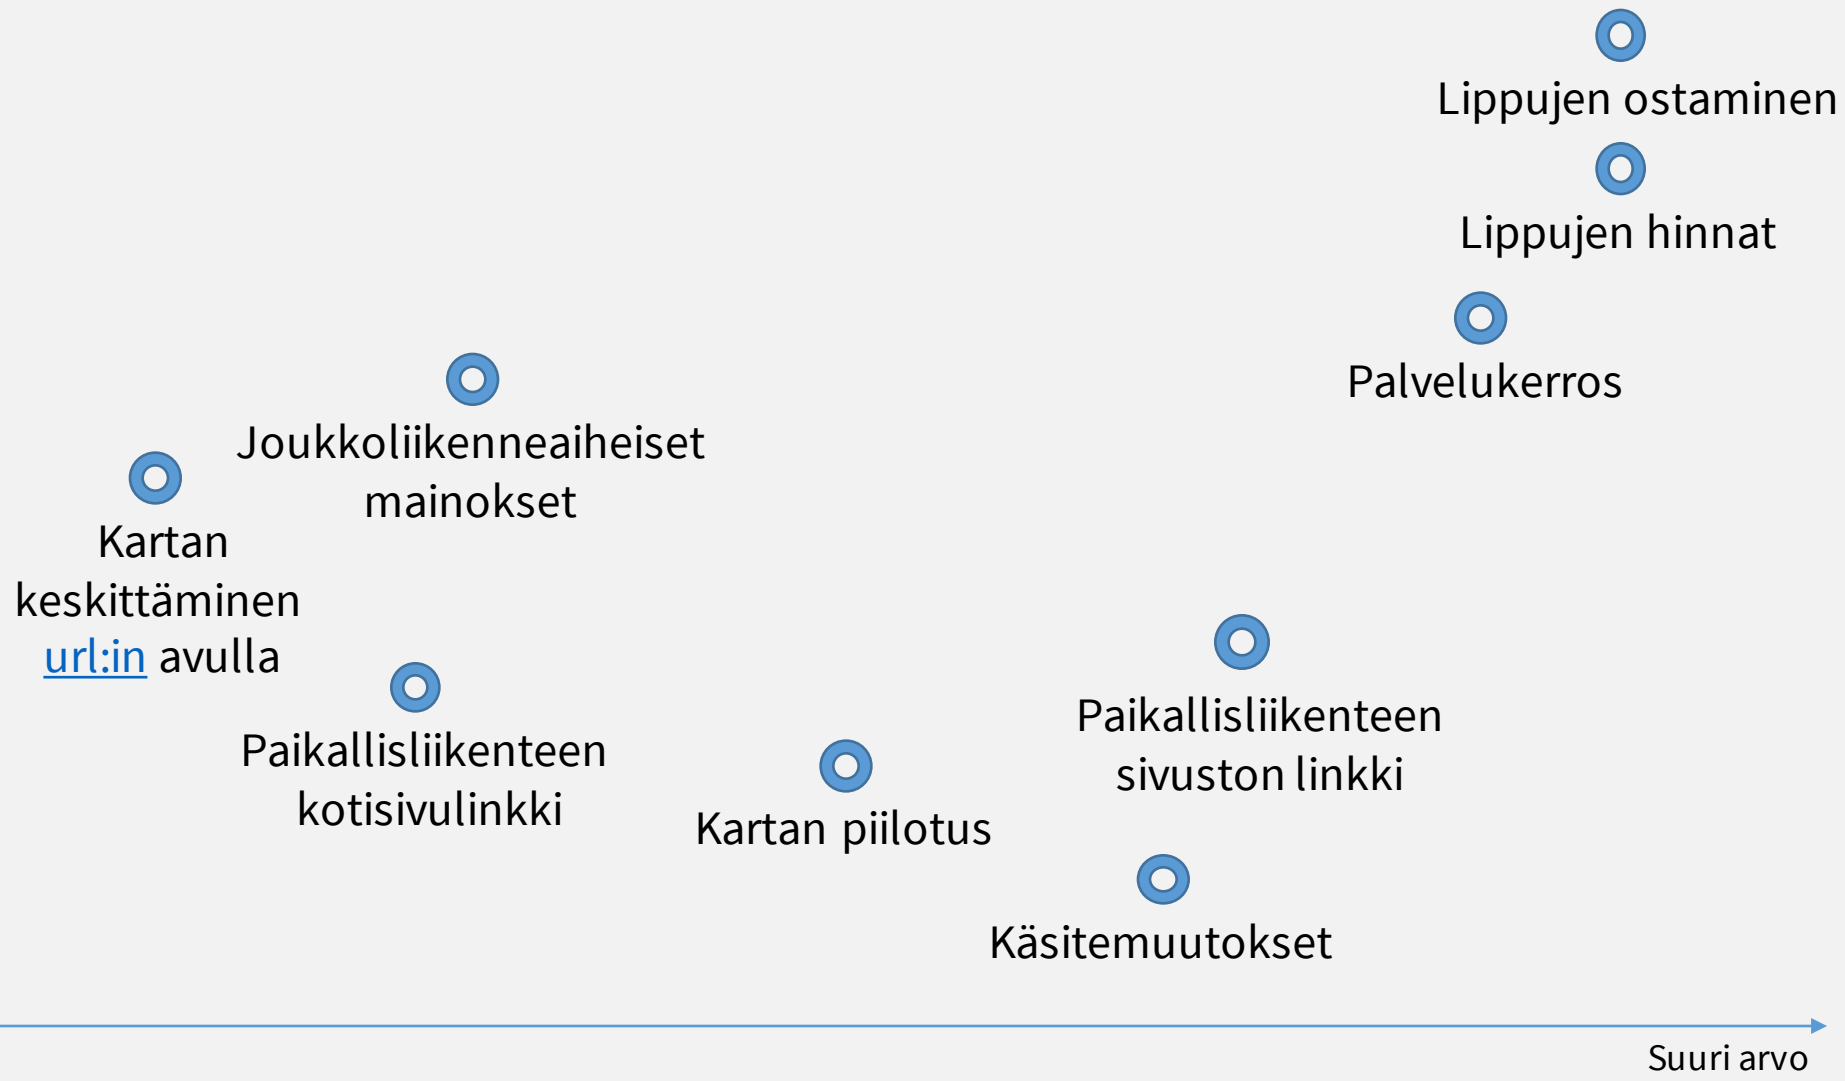 Lippujen ostaminen
Lippujen hinnat
Palvelukerros
Joukkoliikenneaiheiset
mainokset
Kartan
keskittäminen
url:in avulla
Paikallisliikenteen
kotisivulinkki
Paikallisliikenteen
sivuston linkki
Kartan piilotus
Käsitemuutokset
Suuri arvo